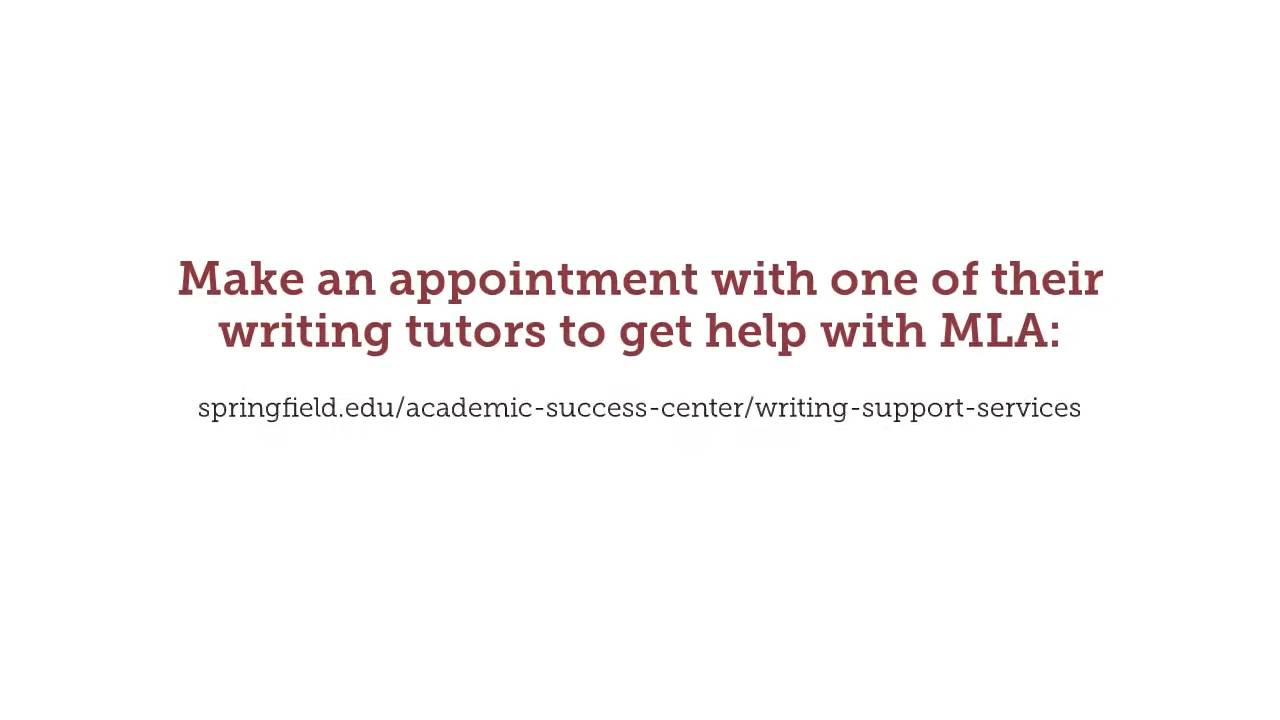 Make an appointment with one of their
writing tutors to get help with MLA:
springfield.edu/academic-success-center/writing-support-services